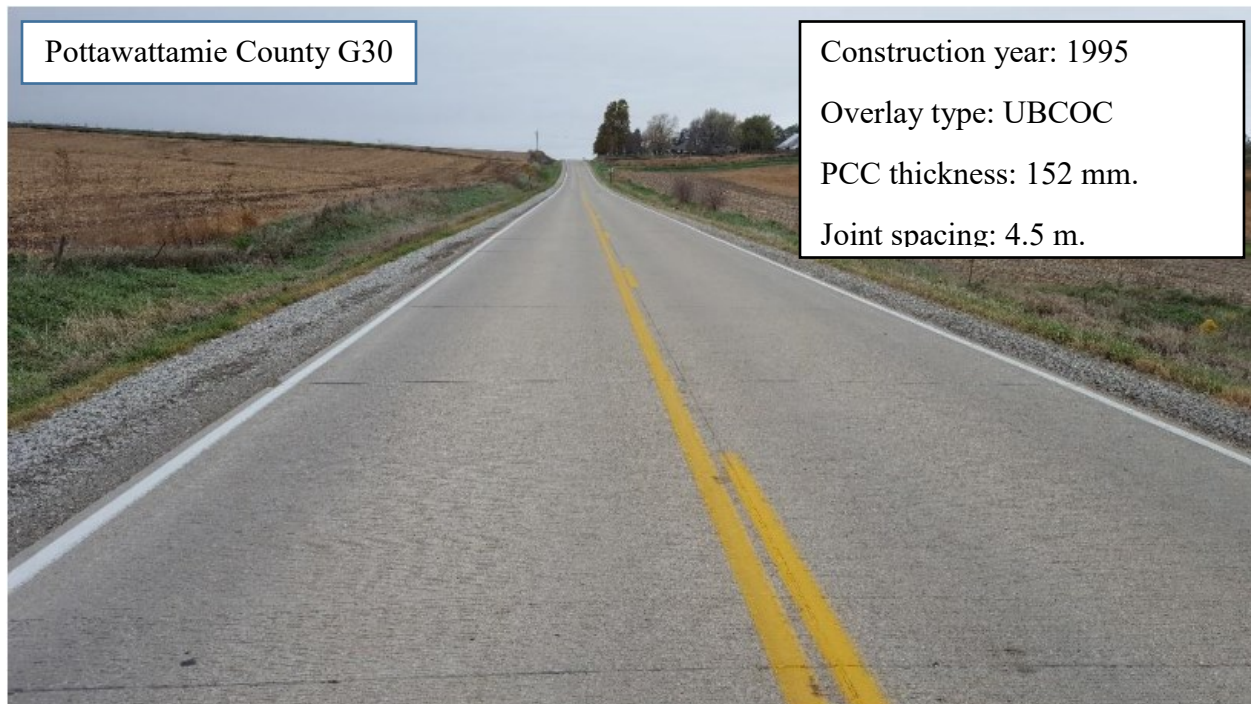 Pottawattamie County G30
Construction year: 1995
Overlay type: UBCOC
PCC thickness: 152 mm.
Joint spacing: 4.5 m.